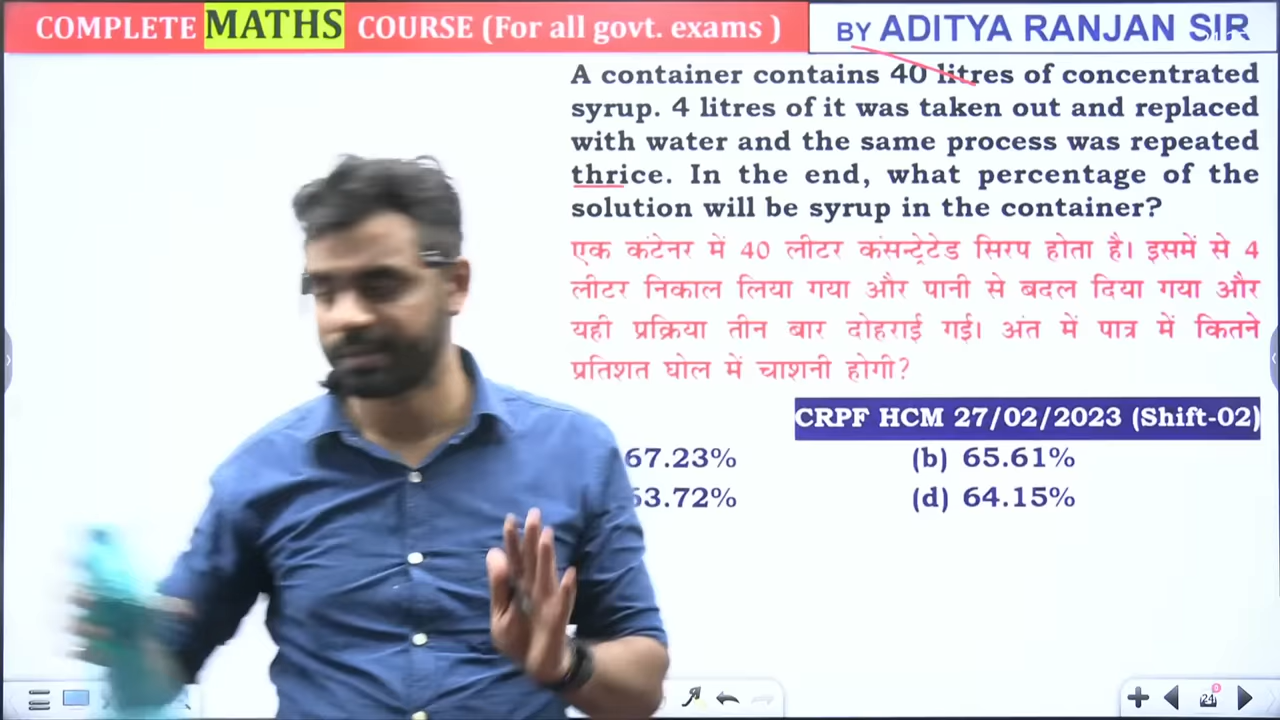 COMPLETE MATHS COURSE (For all govt. exams )
BY ADITYA RANJAN SIR
A container contains 40 litres of concentrated
syrup. 4 litres of it was taken out and replaced
with water and the same process was repeated
thrice. In the end, what percentage of the
solution will be syrup in the container?
एक कंटेनर में 40 लीटर कंसन्ट्रेटेड सिरप होता है। इसमें से 4
लीटर निकाल लिया गया और पानी से बदल दिया गया और
यही प्रक्रिया तीन बार दोहराई गई। अंत में पात्र में कितने
प्रतिशत घोल में चाशनी होगी?
CRPF HCM 27/02/2023 (Shift-02)
67.23% (b) 65.61%
63.72% (d) 64.15%
24